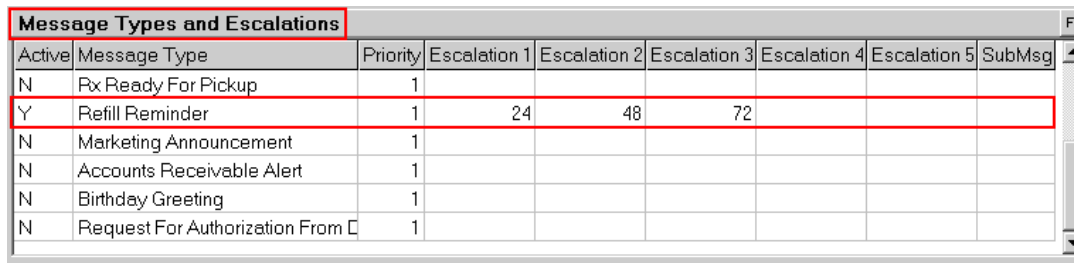 Message Types and Escalations F
Active Message Type Priority Escalation 1 Escalation 2 Escalation 3 Escalation 4 Escalation 5 SubMsg
N Rx Ready For Pickup 1
Y Refill Reminder 1 24 48 72
N Marketing Announcement 1
N Accounts Receivable Alert 1
N Birthday Greeting 1
N Request For Authorization From D 1